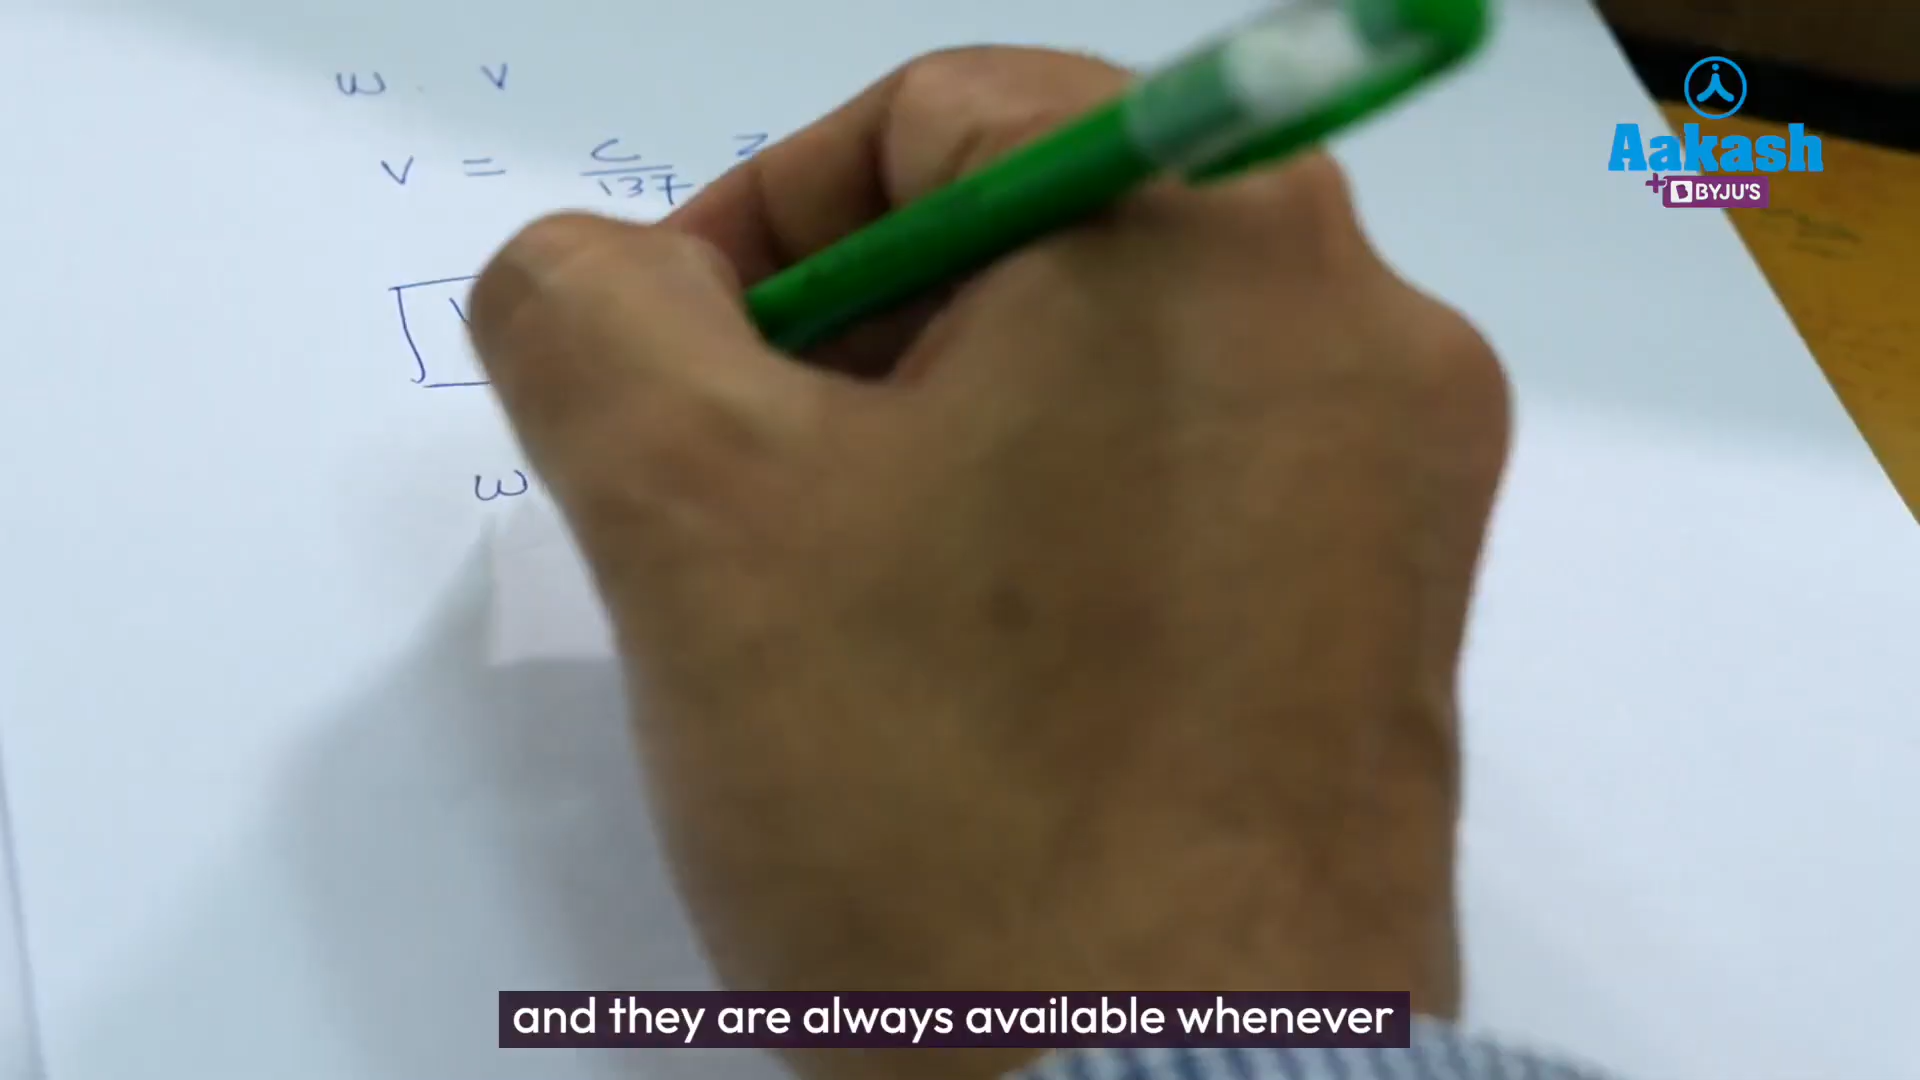 w . v
v = c/137
w
Aakash
+ BYJU'S
and they are always available whenever